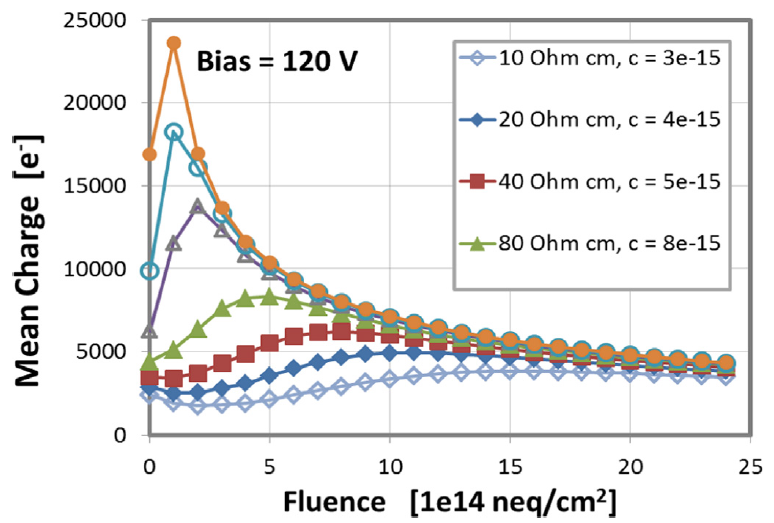 25000
20000
15000
10000
5000
0
Mean Charge [e-]
Bias = 120 V
10 Ohm cm, c = 3e-15
20 Ohm cm, c = 4e-15
40 Ohm cm, c = 5e-15
80 Ohm cm, c = 8e-15
0 5 10 15 20 25
Fluence [1e14 neq/cm²]